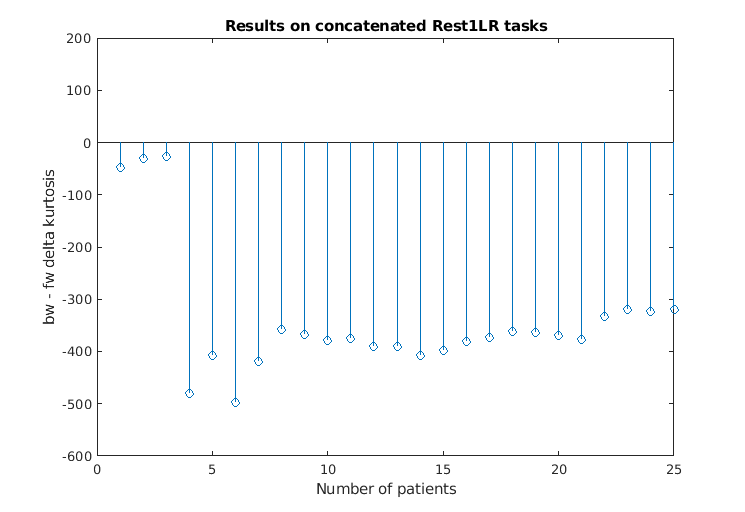 Results on concatenated Rest1LR tasks
200
100
0
-100
-200
-300
-400
-500
-600
bw - fw delta kurtosis
0 5 10 15 20 25
Number of patients